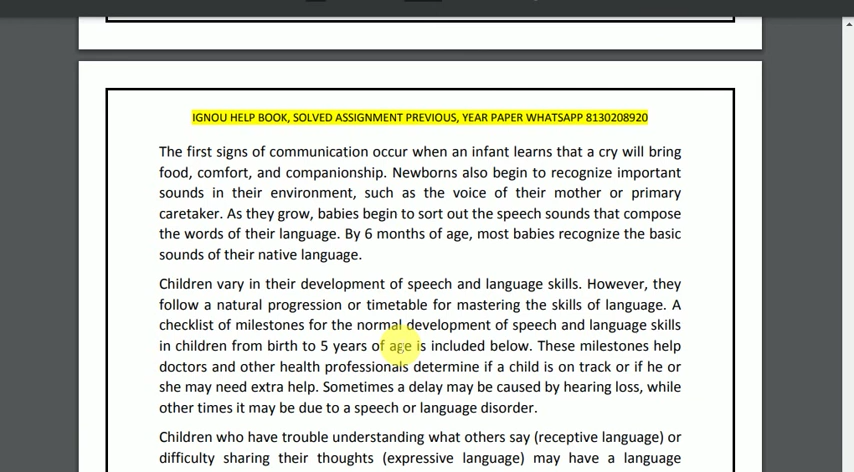 IGNOU HELP BOOK, SOLVED ASSIGNMENT PREVIOUS, YEAR PAPER WHATSAPP 8130208920
The first signs of communication occur when an infant learns that a cry will bring
food, comfort, and companionship. Newborns also begin to recognize important
sounds in their environment, such as the voice of their mother or primary
caretaker. As they grow, babies begin to sort out the speech sounds that compose
the words of their language. By 6 months of age, most babies recognize the basic
sounds of their native language.
Children vary in their development of speech and language skills. However, they
follow a natural progression or timetable for mastering the skills of language. A
checklist of milestones for the normal development of speech and language skills
in children from birth to 5 years of age is included below. These milestones help
doctors and other health professionals determine if a child is on track or if he or
she may need extra help. Sometimes a delay may be caused by hearing loss, while
other times it may be due to a speech or language disorder.
Children who have trouble understanding what others say (receptive language) or
difficulty sharing their thoughts (expressive language) may have a language